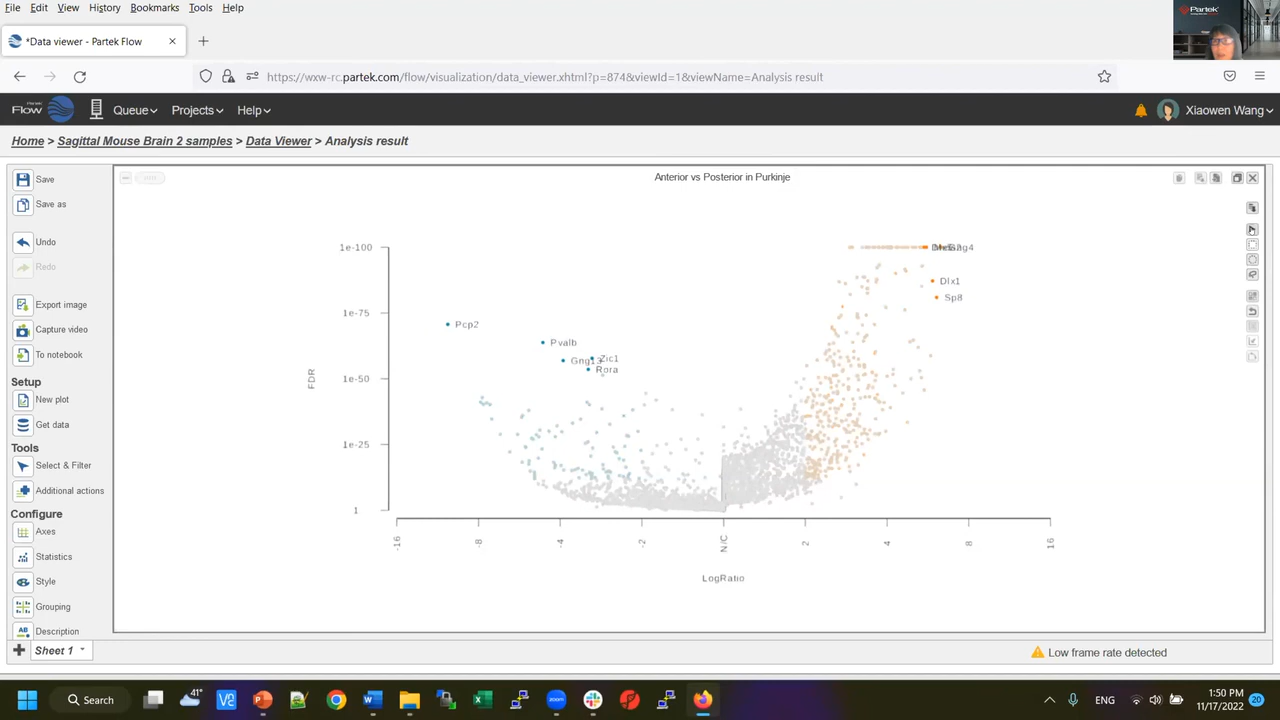 File Edit View History Bookmarks Tools Help
Partek
*Data viewer - Partek Flow
https://wxw-rc.partek.com/flow/visualization/data_viewer.xhtml?p=874&viewId=1&viewName=Analysis result
Partek
Flow Queue Projects Help Xiaowen Wang
Home > Sagittal Mouse Brain 2 samples > Data Viewer > Analysis result
Save
Save as
Undo
Redo
Export image
Capture video
To notebook
Setup
New plot
Get data
Tools
Select & Filter
Additional actions
Configure
Axes
Statistics
Style
Grouping
Description
Anterior vs Posterior in Purkinje
1e-100
1e-75
1e-50
1e-25
1
FDR
Dlx1
Sp8
Pcp2
Pvalb
Zic1
Rora
-16 -8 -4 -2 N/C 2 4 8 16
LogRatio
Sheet 1
Low frame rate detected
Search
41°
ENG
1:50 PM
11/17/2022
20